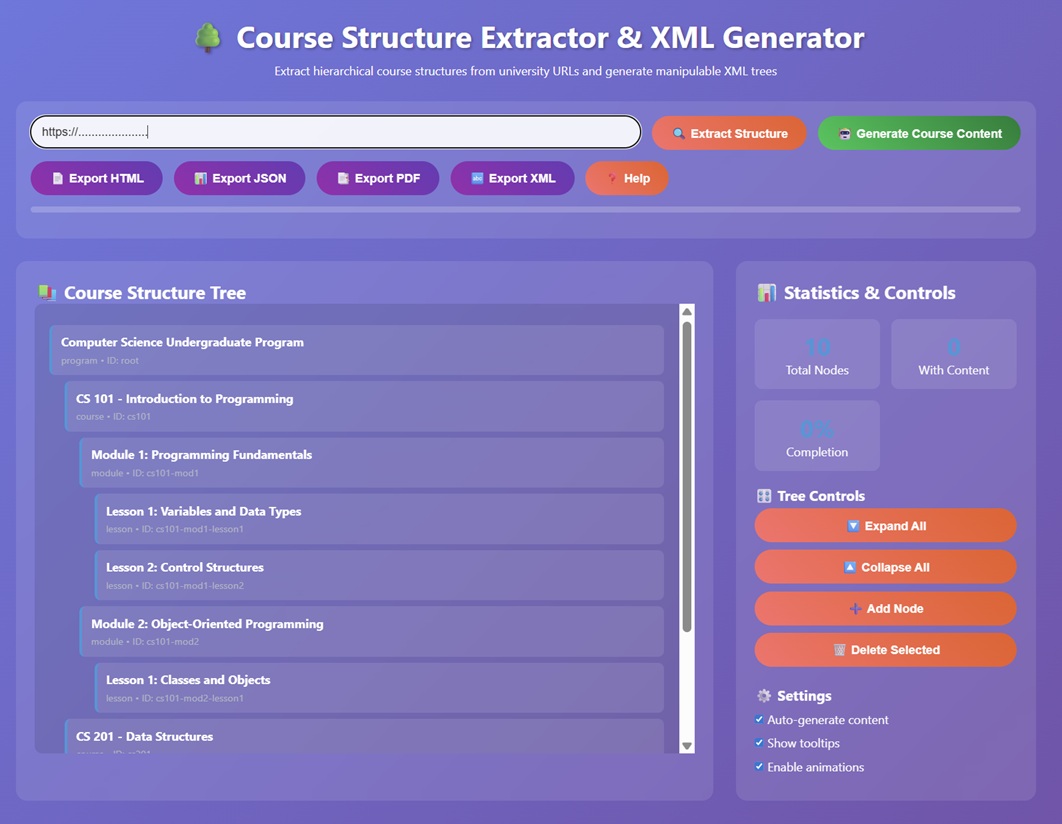 Course Structure Extractor & XML Generator
Extract hierarchical course structures from university URLs and generate manipulable XML trees
https://.....................
Extract Structure
Generate Course Content
Export HTML
Export JSON
Export PDF
Export XML
Help
Course Structure Tree
Computer Science Undergraduate Program
program • ID: root
CS 101 - Introduction to Programming
course • ID: cs101
Module 1: Programming Fundamentals
module • ID: cs101-mod1
Lesson 1: Variables and Data Types
lesson • ID: cs101-mod1-lesson1
Lesson 2: Control Structures
lesson • ID: cs101-mod1-lesson2
Module 2: Object-Oriented Programming
module • ID: cs101-mod2
Lesson 1: Classes and Objects
lesson • ID: cs101-mod2-lesson1
CS 201 - Data Structures
Statistics & Controls
10
Total Nodes
0
With Content
0%
Completion
Tree Controls
Expand All
Collapse All
Add Node
Delete Selected
Settings
Auto-generate content
Show tooltips
Enable animations